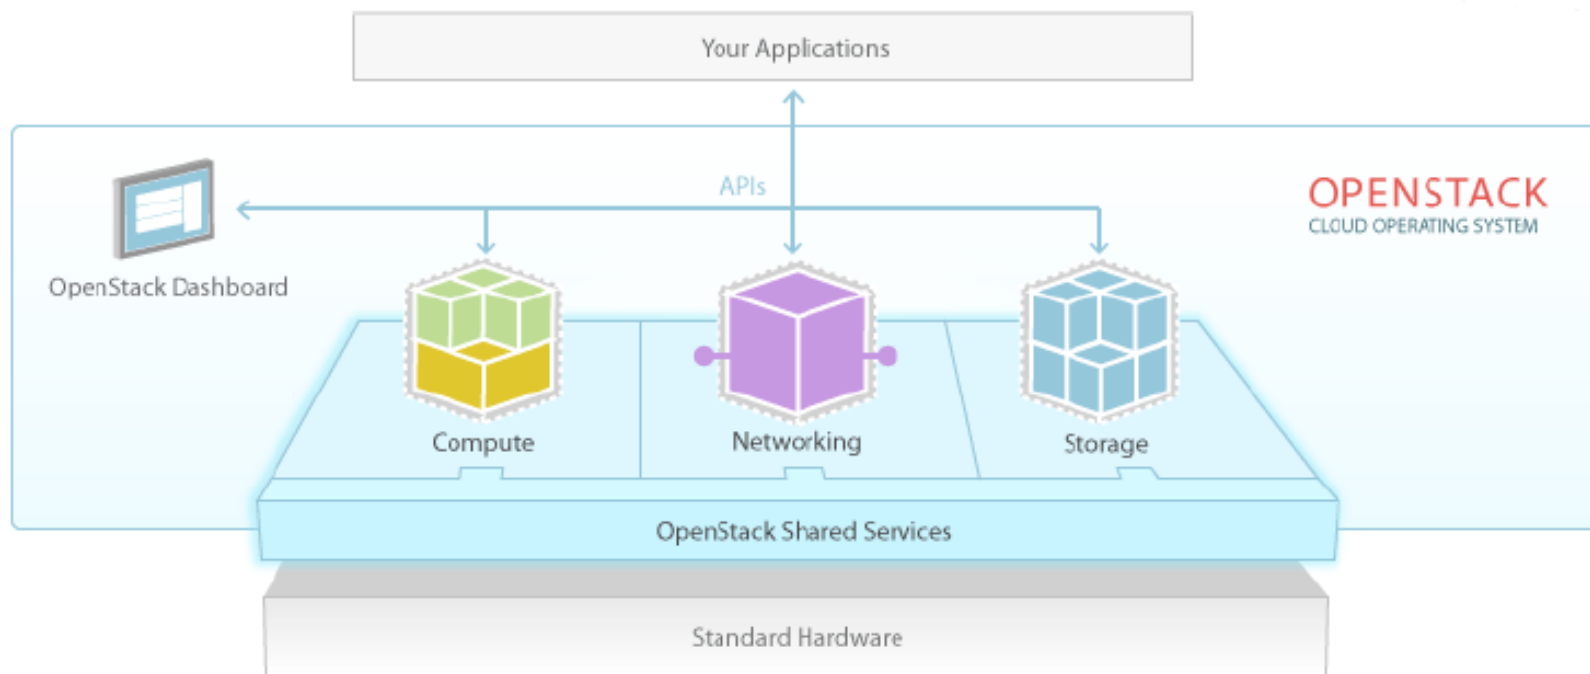 Your Applications
APIs
OPENSTACK
CLOUD OPERATING SYSTEM
OpenStack Dashboard
Compute
Networking
Storage
OpenStack Shared Services
Standard Hardware